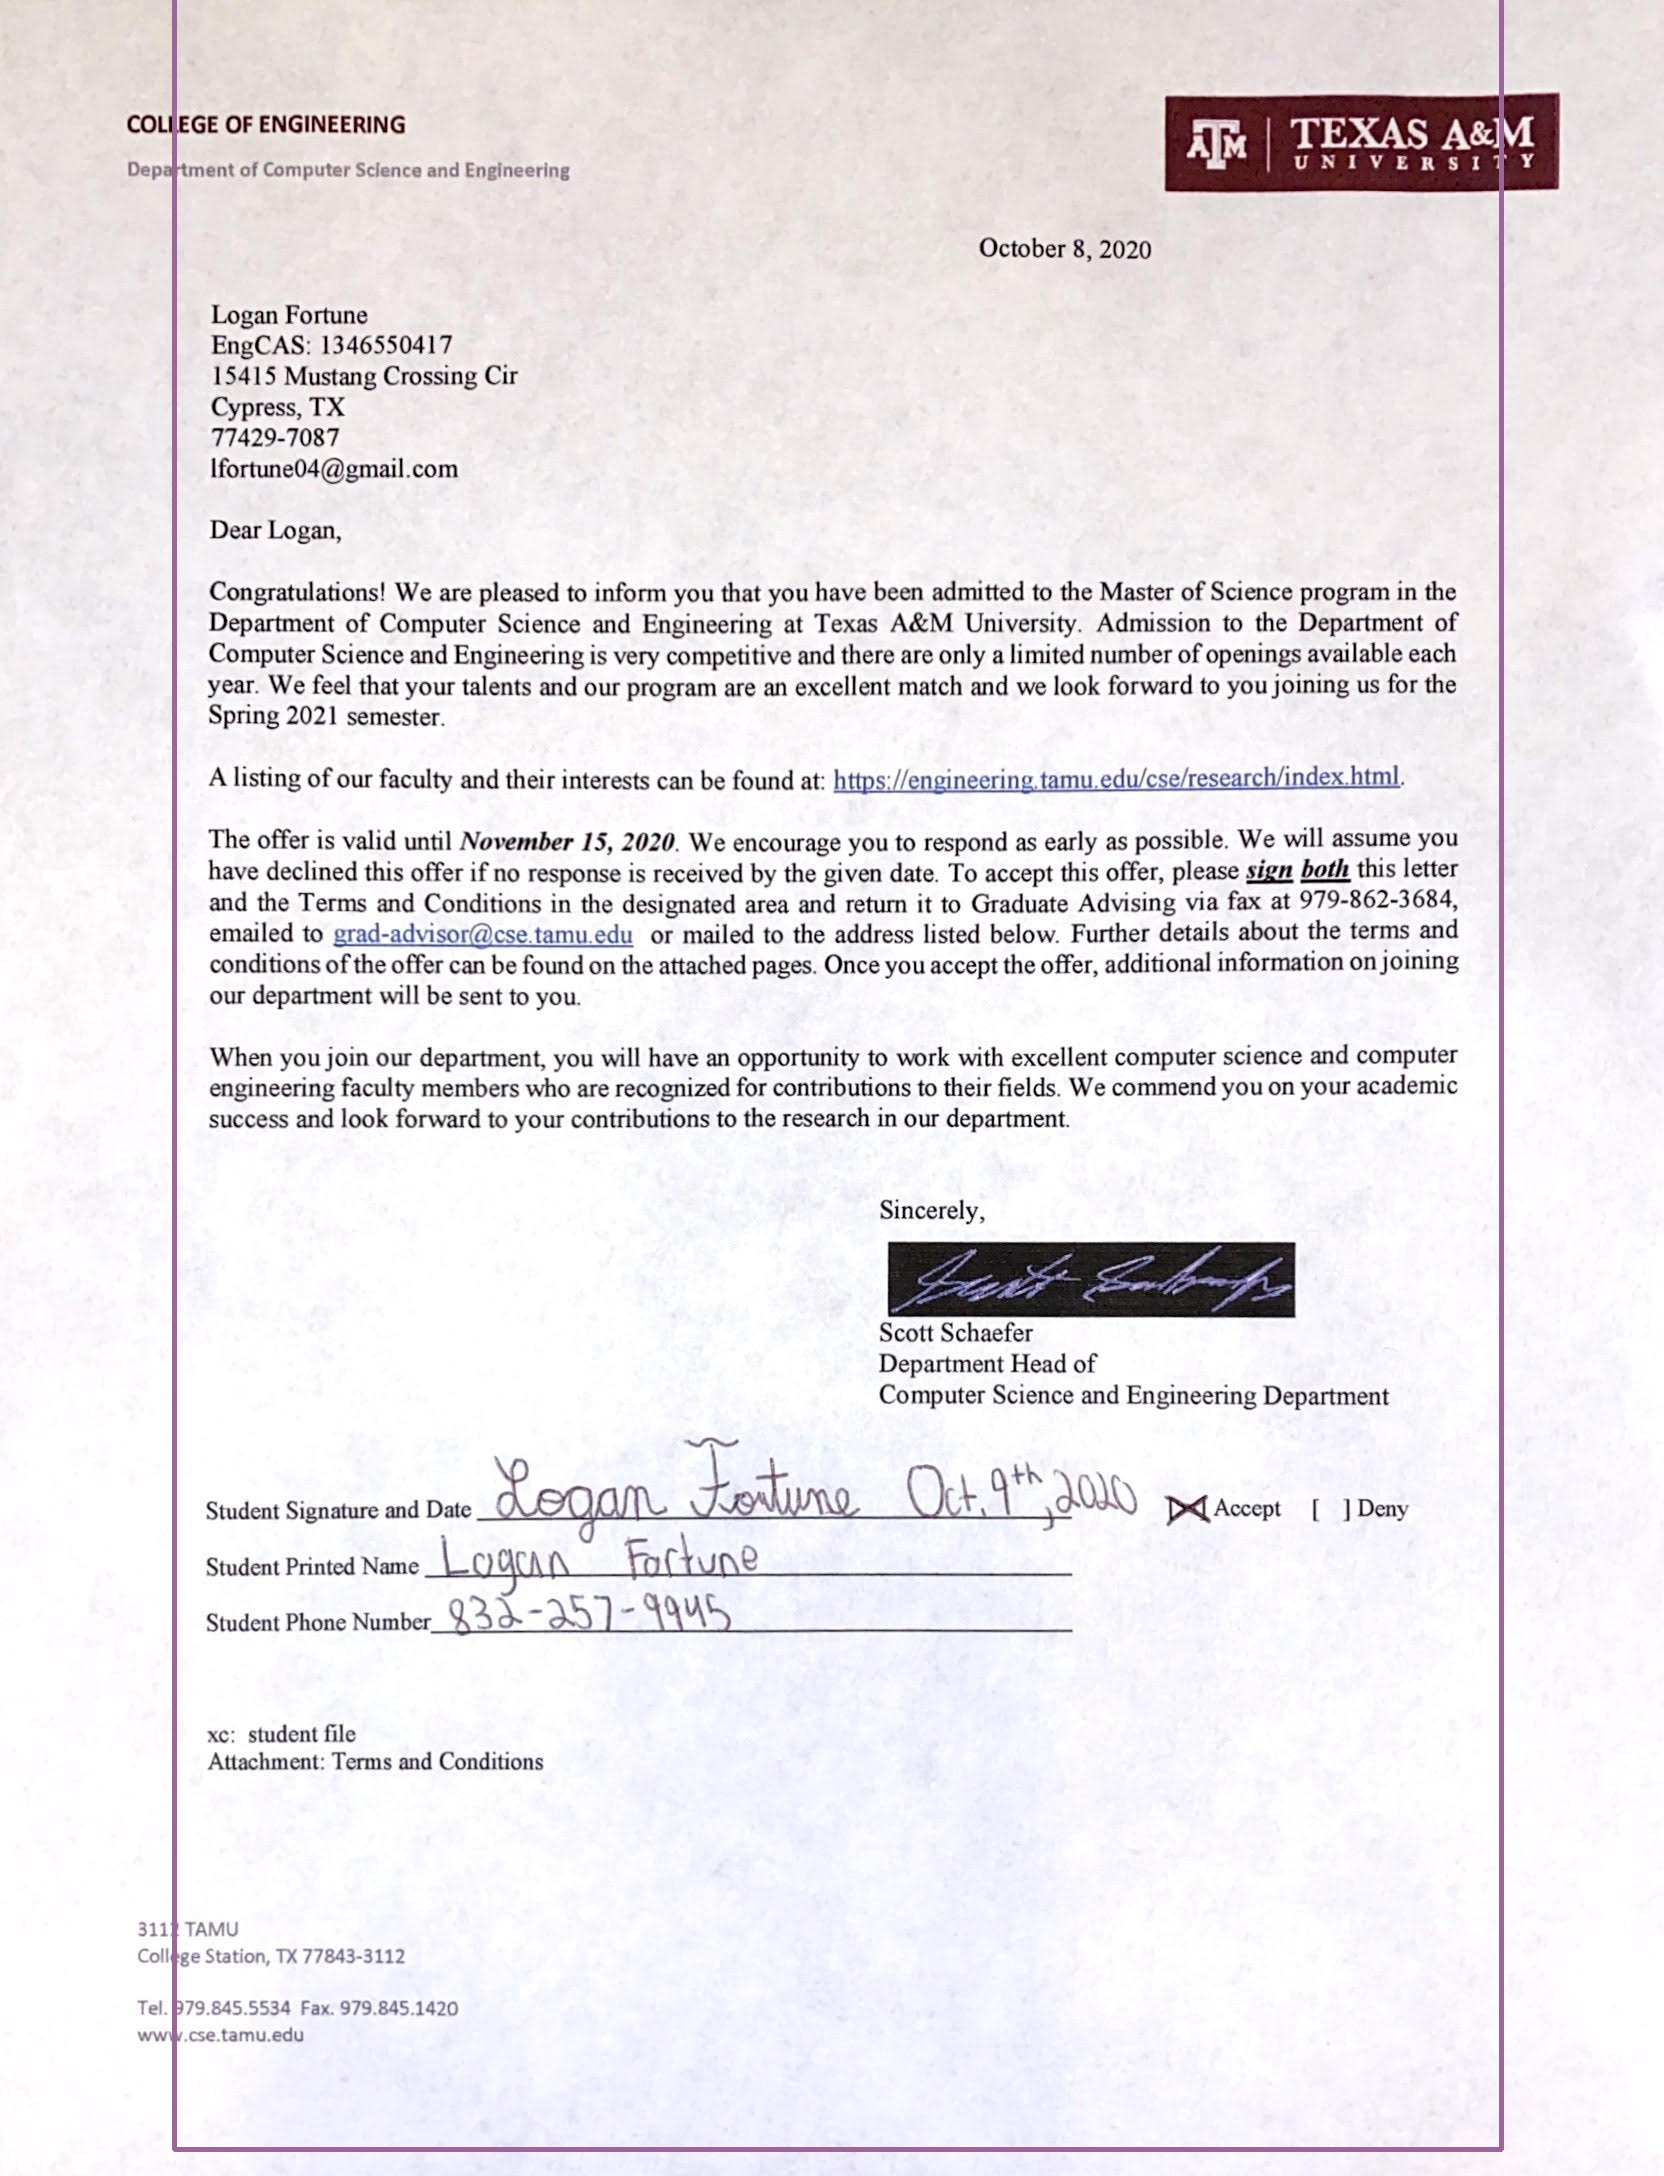 COLLEGE OF ENGINEERING
Department of Computer Science and Engineering
ATM | TEXAS A&M
UNIVERSITY
October 8, 2020
Logan Fortune
EngCAS: 1346550417
15415 Mustang Crossing Cir
Cypress, TX
77429-7087
lfortune04@gmail.com
Dear Logan,
Congratulations! We are pleased to inform you that you have been admitted to the Master of Science program in the
Department of Computer Science and Engineering at Texas A&M University. Admission to the Department of
Computer Science and Engineering is very competitive and there are only a limited number of openings available each
year. We feel that your talents and our program are an excellent match and we look forward to you joining us for the
Spring 2021 semester.
A listing of our faculty and their interests can be found at: https://engineering.tamu.edu/cse/research/index.html.
The offer is valid until November 15, 2020. We encourage you to respond as early as possible. We will assume you
have declined this offer if no response is received by the given date. To accept this offer, please sign both this letter
and the Terms and Conditions in the designated area and return it to Graduate Advising via fax at 979-862-3684,
emailed to grad-advisor@cse.tamu.edu or mailed to the address listed below. Further details about the terms and
conditions of the offer can be found on the attached pages. Once you accept the offer, additional information on joining
our department will be sent to you.
When you join our department, you will have an opportunity to work with excellent computer science and computer
engineering faculty members who are recognized for contributions to their fields. We commend you on your academic
success and look forward to your contributions to the research in our department.
Sincerely,
Scott Schaefer
Scott Schaefer
Department Head of
Computer Science and Engineering Department
Student Signature and Date Logan Fortune Oct. 9th, 2020 [X] Accept [ ] Deny
Student Printed Name Logan Fortune
Student Phone Number 832-257-9945
xc: student file
Attachment: Terms and Conditions
3112 TAMU
College Station, TX 77843-3112
Tel. 979.845.5534 Fax. 979.845.1420
www.cse.tamu.edu